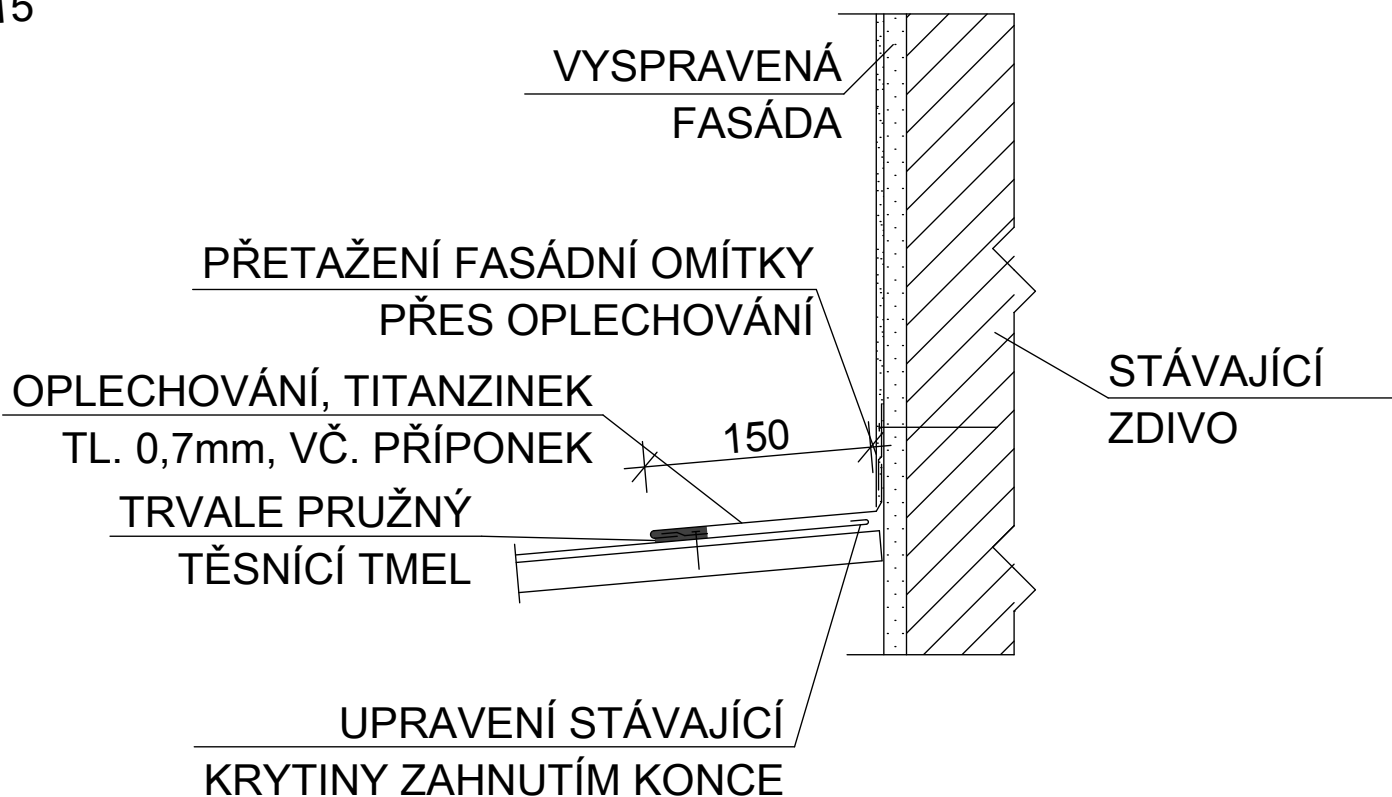 VYSPRAVENÁ
FASÁDA
PŘETAŽENÍ FASÁDNÍ OMÍTKY
PŘES OPLECHOVÁNÍ
OPLECHOVÁNÍ, TITANZINEK
TL. 0,7mm, VČ. PŘÍPONEK
150
STÁVAJÍCÍ
ZDIVO
TRVALE PRUŽNÝ
TĚSNÍCÍ TMEL
UPRAVENÍ STÁVAJÍCÍ
KRYTINY ZAHNUTÍM KONCE